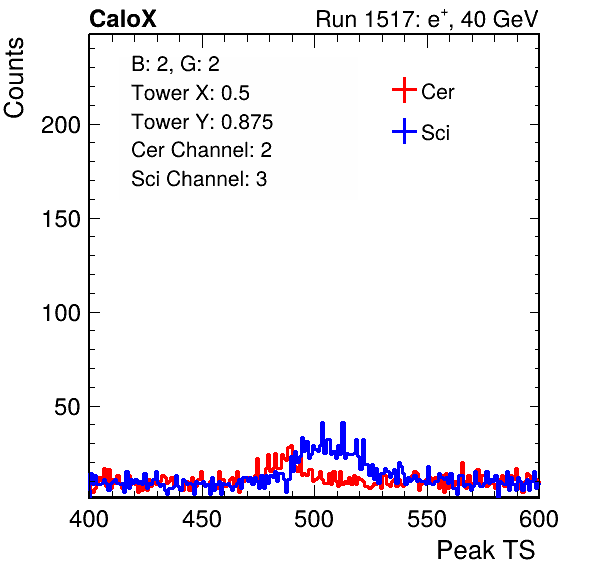 CaloX
Run 1517: e+, 40 GeV
Counts
B: 2, G: 2
Tower X: 0.5
Tower Y: 0.875
Cer Channel: 2
Sci Channel: 3
Cer
Sci
200
150
100
50
400
450
500
550
600
Peak TS